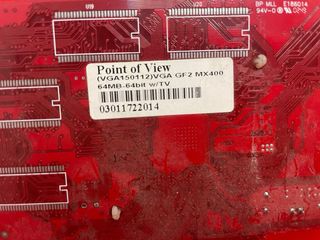 U19
U20
BP MLL E186014
94V-0
Point of View
(VGA150112)VGA GF2 MX400
64MB-64bit w/TV
03011722014